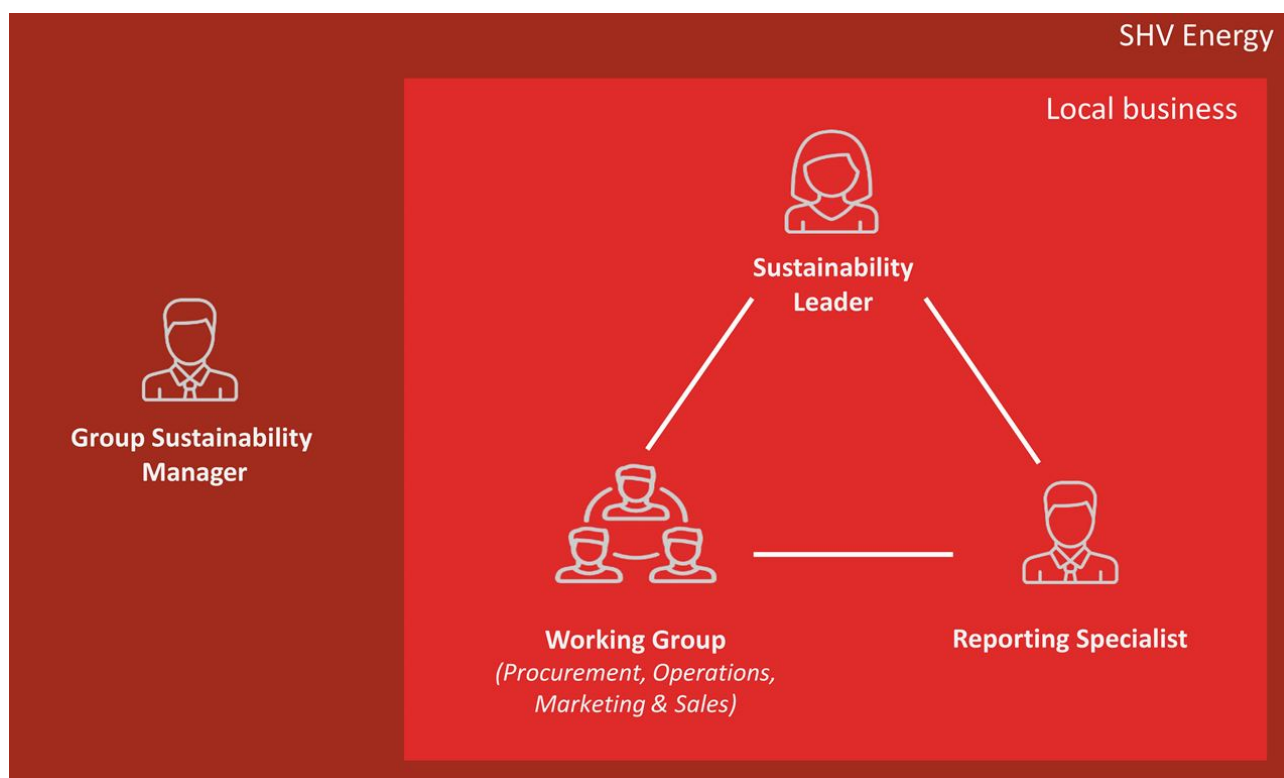 SHV Energy
Local business
Sustainability
Leader
Group Sustainability
Manager
Working Group
(Procurement, Operations,
Marketing & Sales)
Reporting Specialist